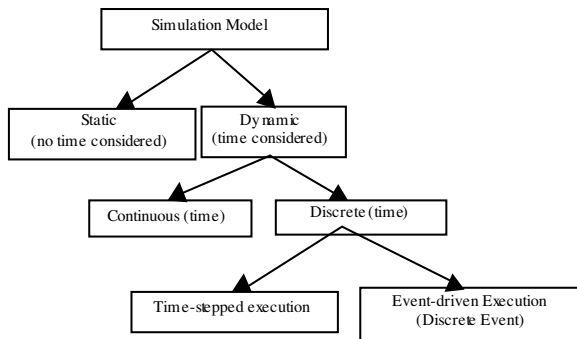 Simulation Model
Static
(no time considered)
Dynamic
(time considered)
Continuous (time)
Discrete (time)
Time-stepped execution
Event-driven Execution
(Discrete Event)